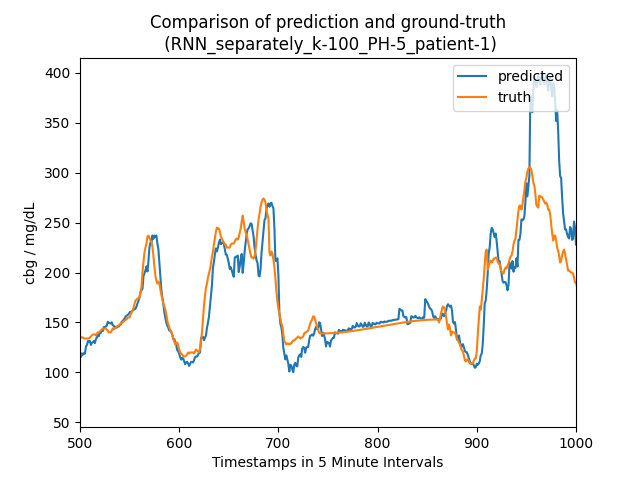 Comparison of prediction and ground-truth
(RNN_separately_k-100_PH-5_patient-1)
predicted
truth
cbg / mg/dL
400
350
300
250
200
150
100
50
500
600
700
800
900
1000
Timestamps in 5 Minute Intervals